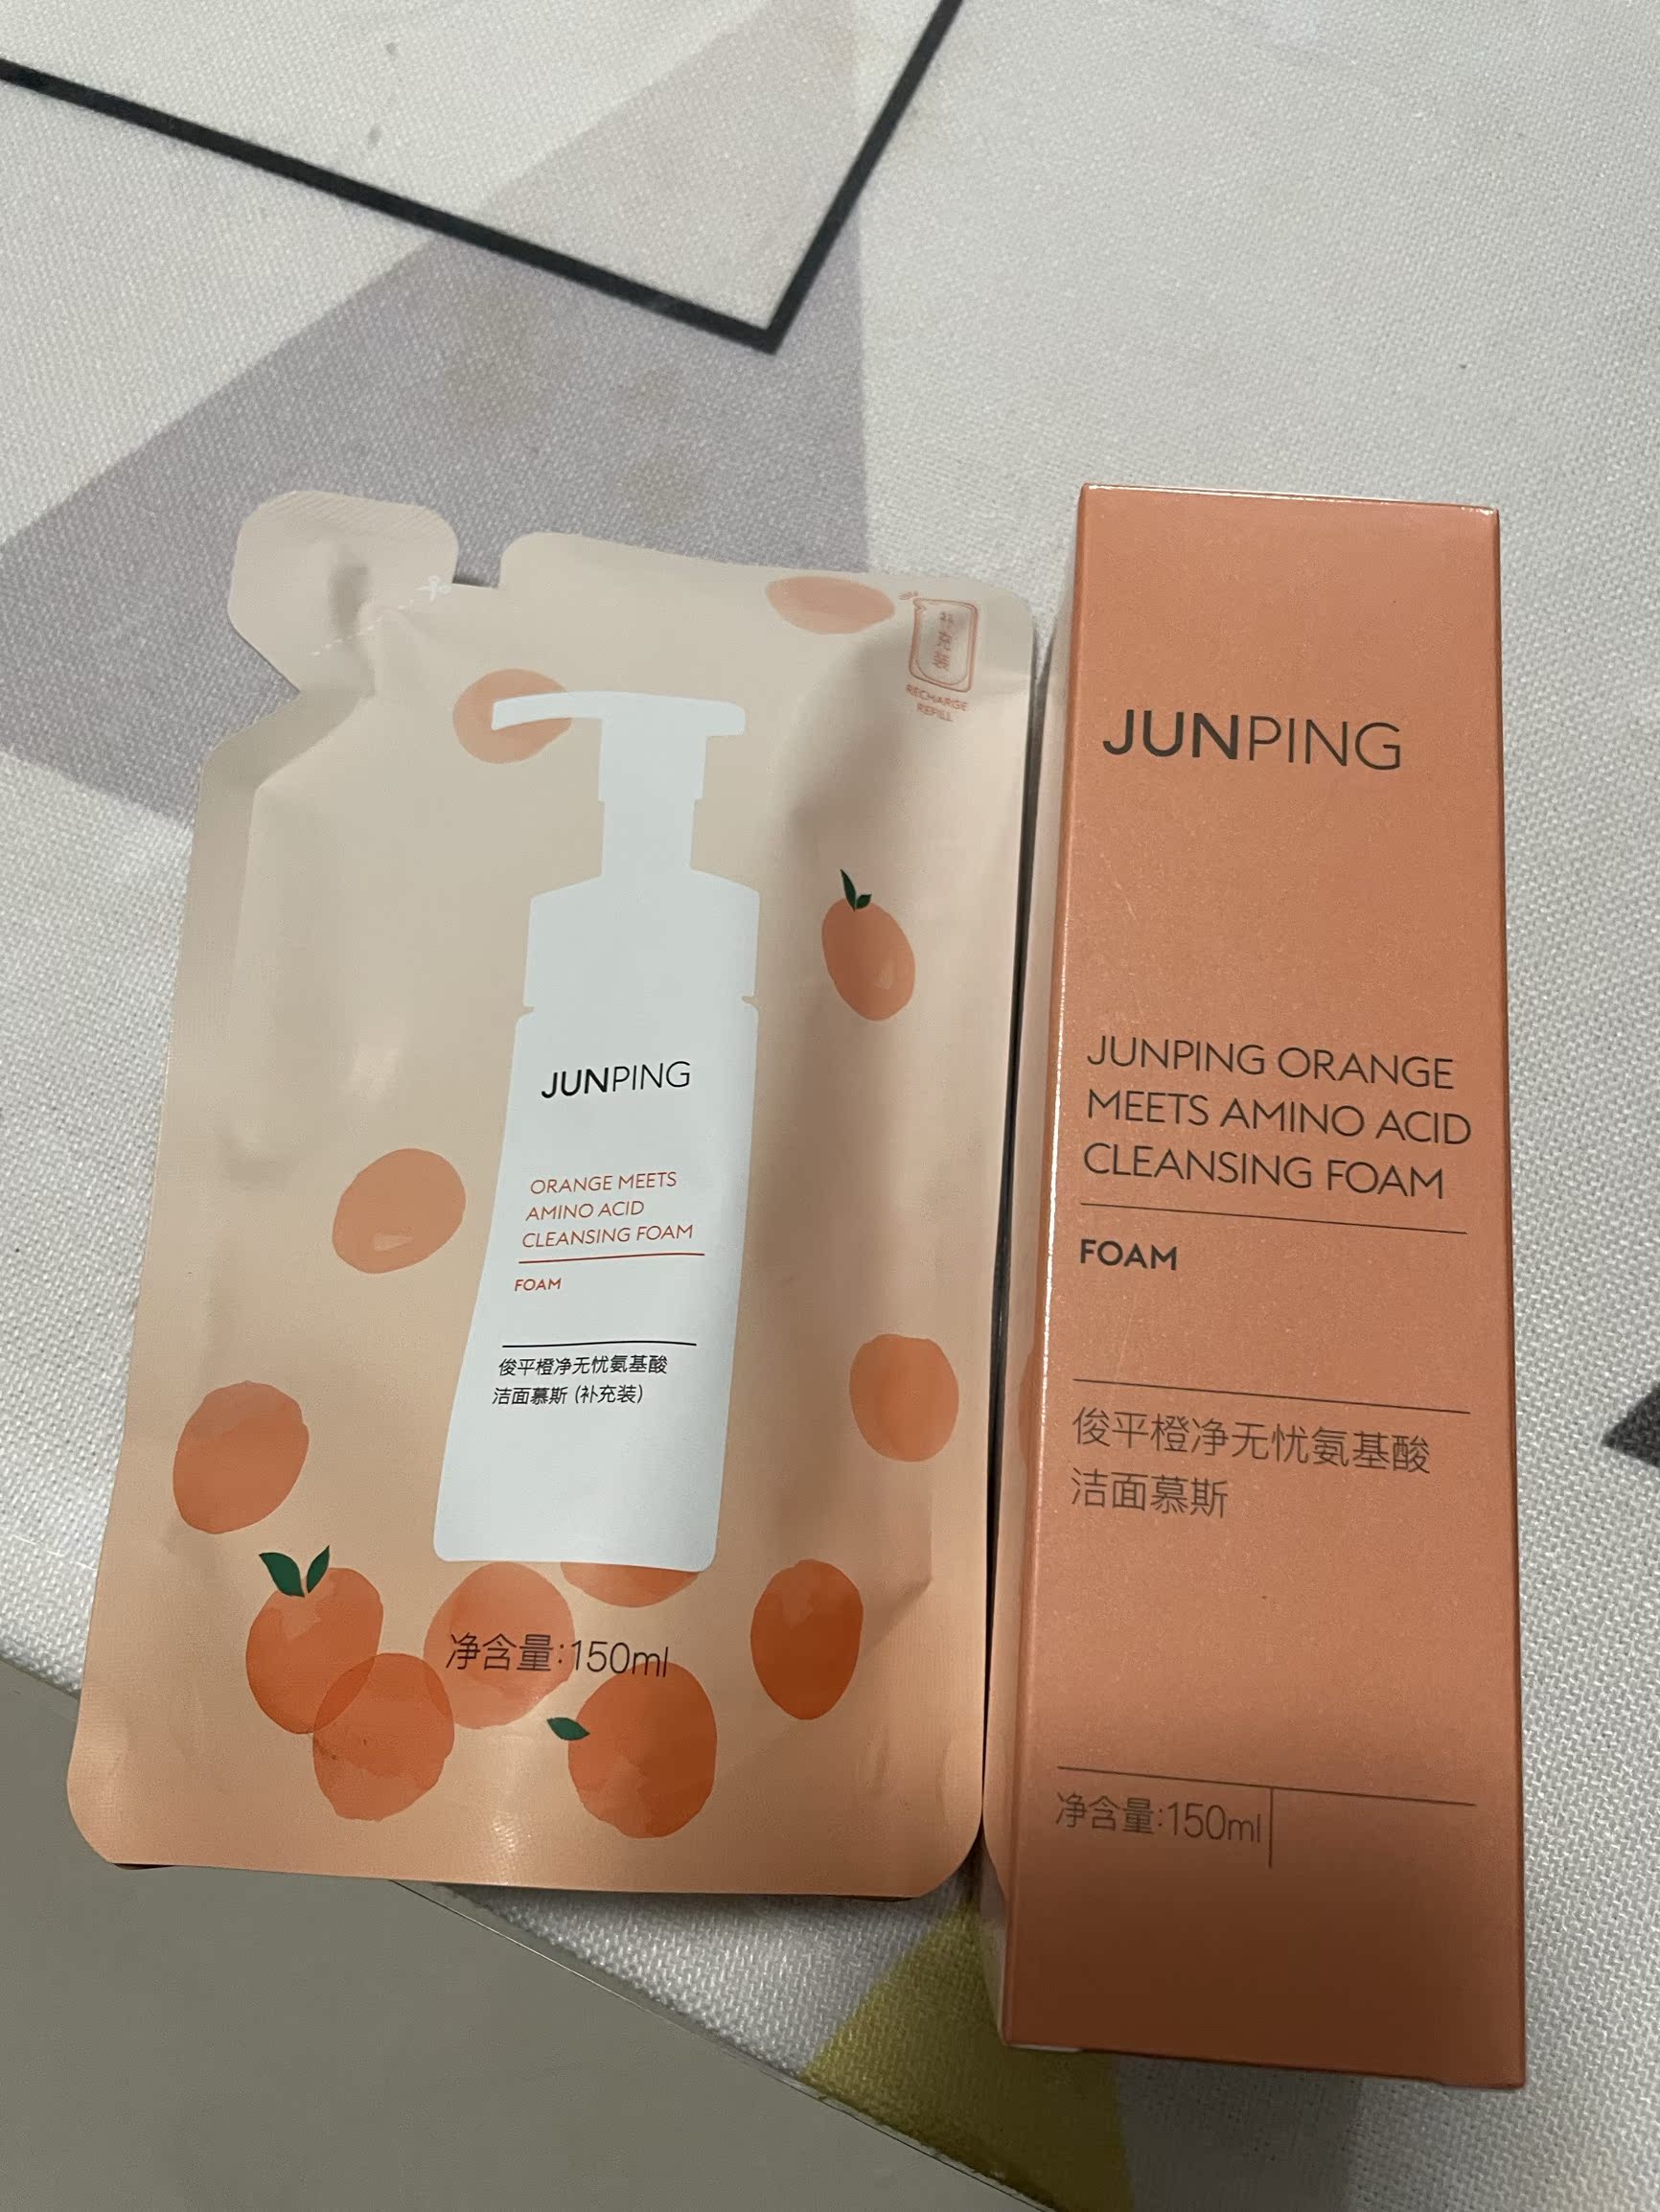 补
充
装
RECHARGE
REFILL
JUNPING
ORANGE MEETS
AMINO ACID
CLEANSING FOAM
FOAM
俊平橙净无忧氨基酸
洁面慕斯 (补充装)
净含量:150ml
JUNPING
JUNPING ORANGE
MEETS AMINO ACID
CLEANSING FOAM
FOAM
俊平橙净无忧氨基酸
洁面慕斯
净含量:150ml